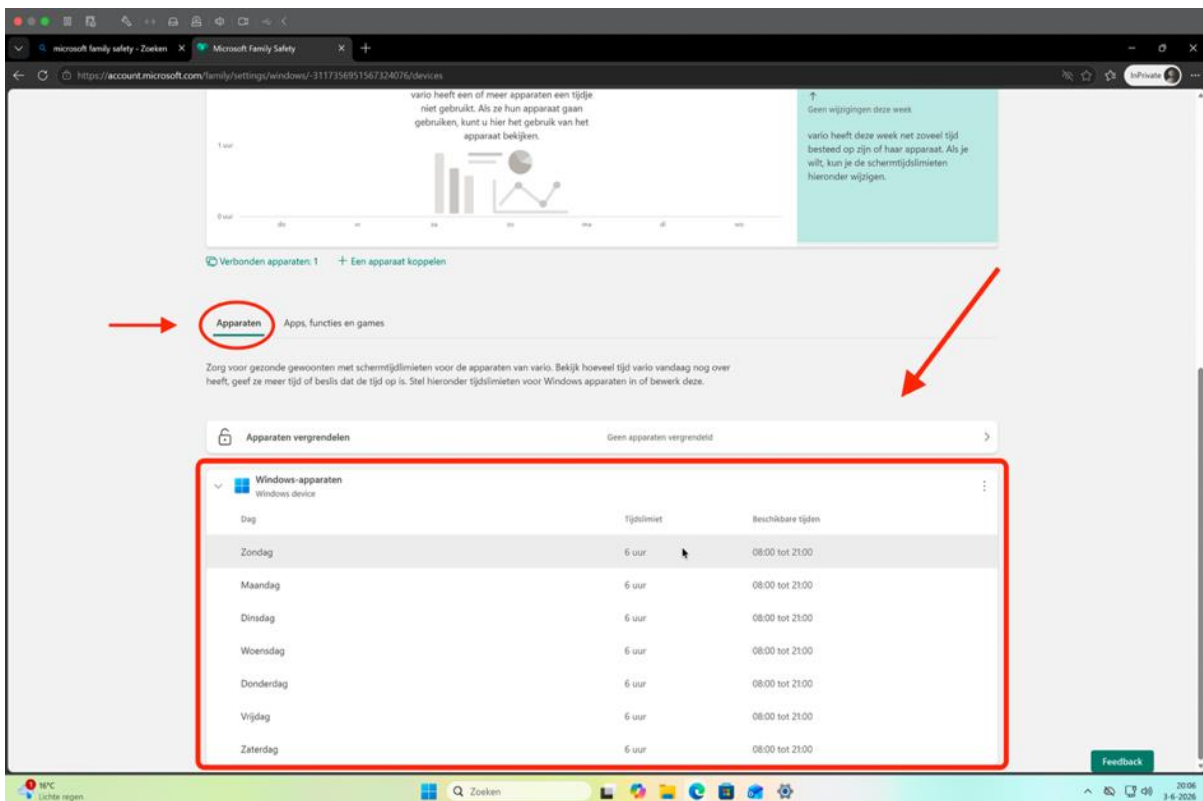 microsoft family safety - Zoeken
Microsoft Family Safety
https://account.microsoft.com/family/settings/windows/-3117356951567324076/devices
InPrivate
vario heeft een of meer apparaten een tijdje
niet gebruikt. Als ze hun apparaat gaan
gebruiken, kunt u hier het gebruik van het
apparaat bekijken.
1 uur
0 uur
do
vr
za
zo
ma
di
wo
Geen wijzigingen deze week
vario heeft deze week net zoveel tijd
besteed op zijn of haar apparaat. Als je
wilt, kun je de schermtijdslimieten
hieronder wijzigen.
Verbonden apparaten: 1
Een apparaat koppelen
Apparaten
Apps, functies en games
Zorg voor gezonde gewoonten met schermtijdlimieten voor de apparaten van vario. Bekijk hoeveel tijd vario vandaag nog over
heeft, geef ze meer tijd of beslis dat de tijd op is. Stel hieronder tijdslimieten voor Windows apparaten in of bewerk deze.
Apparaten vergrendelen
Geen apparaten vergrendeld
Windows-apparaten
Windows device
Dag Tijdslimiet Beschikbare tijden
Zondag 6 uur 08:00 tot 21:00
Maandag 6 uur 08:00 tot 21:00
Dinsdag 6 uur 08:00 tot 21:00
Woensdag 6 uur 08:00 tot 21:00
Donderdag 6 uur 08:00 tot 21:00
Vrijdag 6 uur 08:00 tot 21:00
Zaterdag 6 uur 08:00 tot 21:00
Feedback
1
16°C
Lichte regen
Zoeken
20:06
3-6-2026